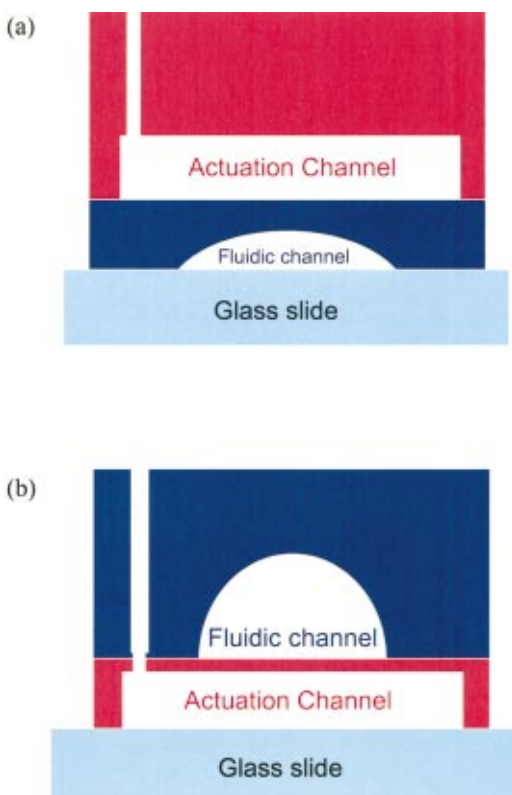 (a)
Actuation Channel
Fluidic channel
Glass slide
(b)
Fluidic channel
Actuation Channel
Glass slide